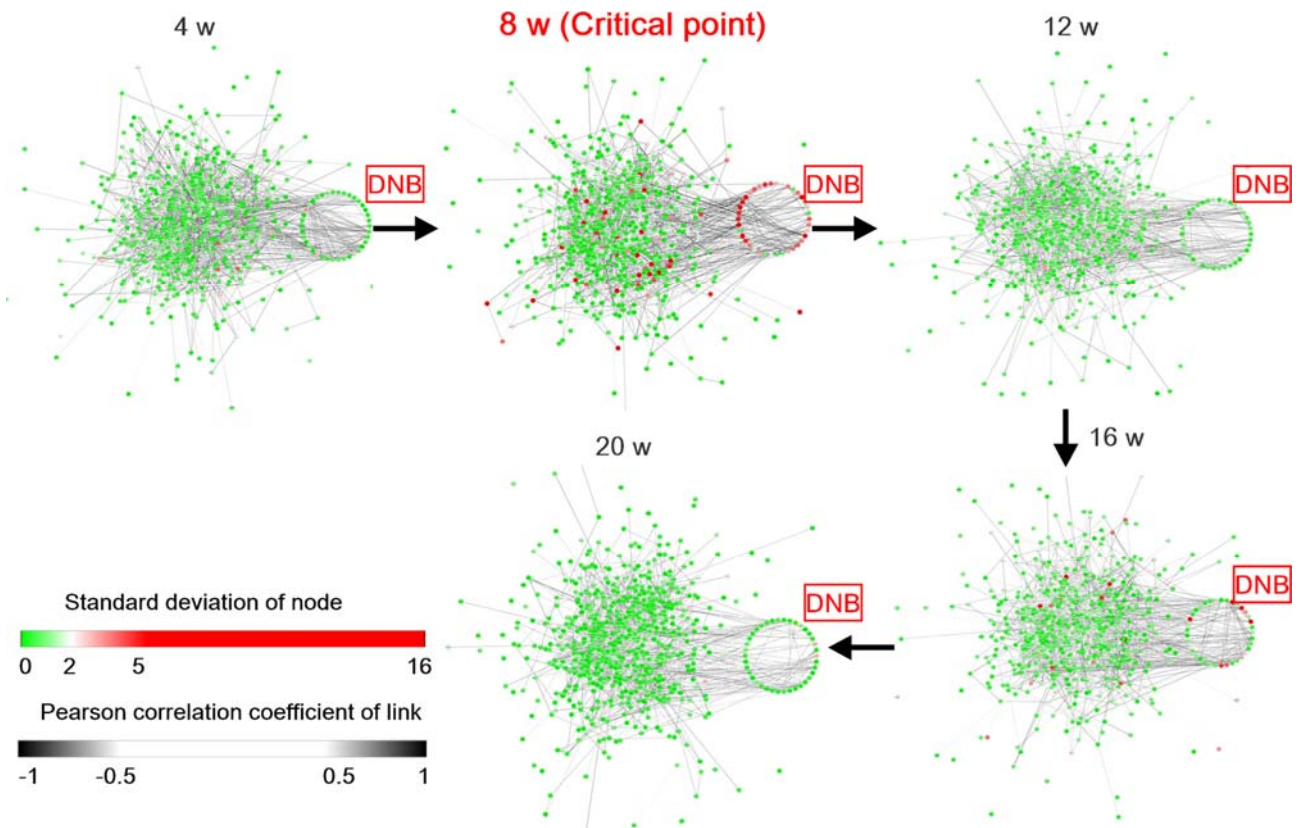 4 w
8 w (Critical point)
12 w
DNB
DNB
DNB
20 w
16 w
DNB
DNB
Standard deviation of node
0 2 5 16
Pearson correlation coefficient of link
-1 -0.5 0.5 1